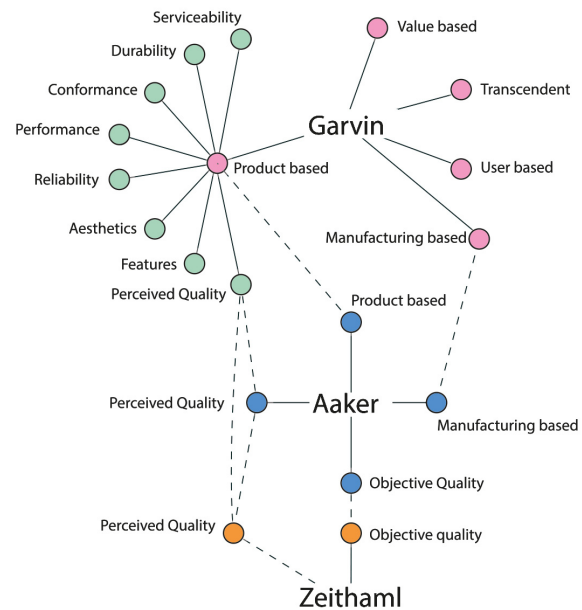 Serviceability
Value based
Durability
Conformance
Transcendent
Garvin
Performance
Product based
User based
Reliability
Aesthetics
Manufacturing based
Features
Perceived Quality
Product based
Perceived Quality
Aaker
Manufacturing based
Objective Quality
Perceived Quality
Objective quality
Zeithaml